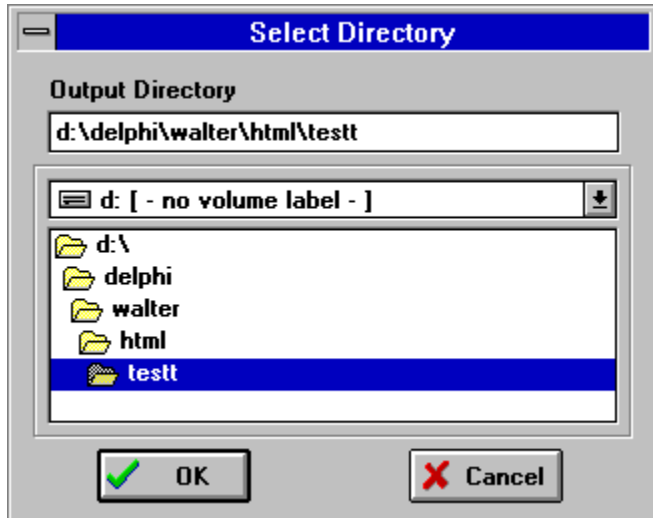 Select Directory
Output Directory
d:\delphi\walter\html\testt
d: [ - no volume label - ]
d:\
delphi
walter
html
testt
OK
Cancel